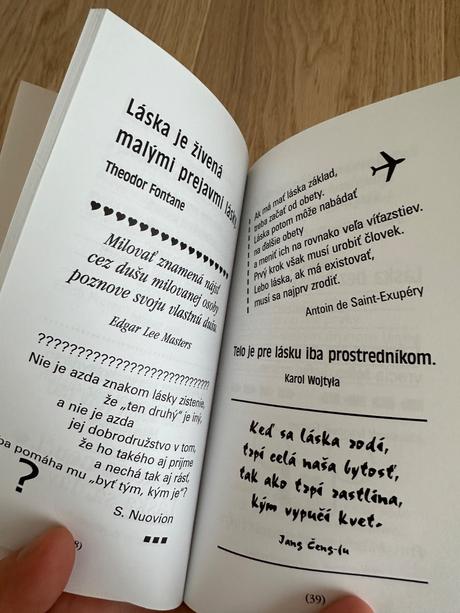 Láska je živená
malými prejavmi lásky
Theodor Fontane
Milovať znamená nájsť
cez dušu milovanej osoby
poznove svoju vlastnú dušu.
Edgar Lee Masters
???????????????????????????
Nie je azda znakom lásky zistenie,
že „ten druhý“ je iný,
a nie je azda
jej dobrodružstvo v tom,
že ho takého aj prijme
a nechá tak aj rásť,
pomáha mu „byť tým, kým je“?
?
S. Nuovion
8)
Ak má mať láska základ,
treba začať od obety.
Láska potom môže nabádať
na ďalšie obety
a meniť ich na rovnako veľa víťazstiev.
Prvý krok však musí urobiť človek.
Lebo láska, ak má existovať,
musí sa najprv zrodiť.
Antoin de Saint-Exupéry
Telo je pre lásku iba prostredníkom.
Karol Wojtyła
Keď sa láska rodí,
trpí celá naša bytosť,
tak ako trpí rastlina,
kým vypučí kvet.
Jang Čeng-lu
(39)